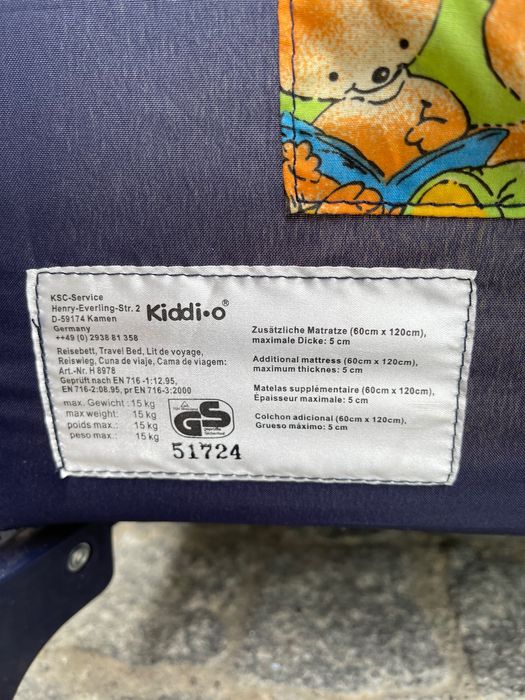 KSC-Service
Henry-Everling-Str. 2
D-59174 Kamen
Germany
++49 (0) 2938 81 358
Kiddi•o®
Reisebett, Travel Bed, Lit de voyage,
Reiswieg, Cuna de viaje, Cama de viagem:
Art.-Nr. H 8978
Geprüft nach EN 716 -1:12.95,
EN 716-2:08.95, pr EN 716-3:2000
max. Gewicht : 15 kg
max weight: 15 kg
poids max.: 15 kg
peso max.: 15 kg
GS
51724
Zusätzliche Matratze (60cm x 120cm),
maximale Dicke: 5 cm
Additional mattress (60cm x 120cm),
maximum thicknes: 5 cm
Matelas supplémentaire (60cm x 120cm),
Épaisseur maximale: 5 cm
Colchon adicional (60cm x 120cm),
Grueso máximo: 5 cm